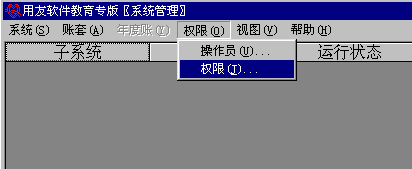 用友软件教育专版〖系统管理〗
系统(S) 账套(A) 年度账(Y) 权限(O) 视图(V) 帮助(H)
子系统 运行状态
操作员(U)...
权限(T)...